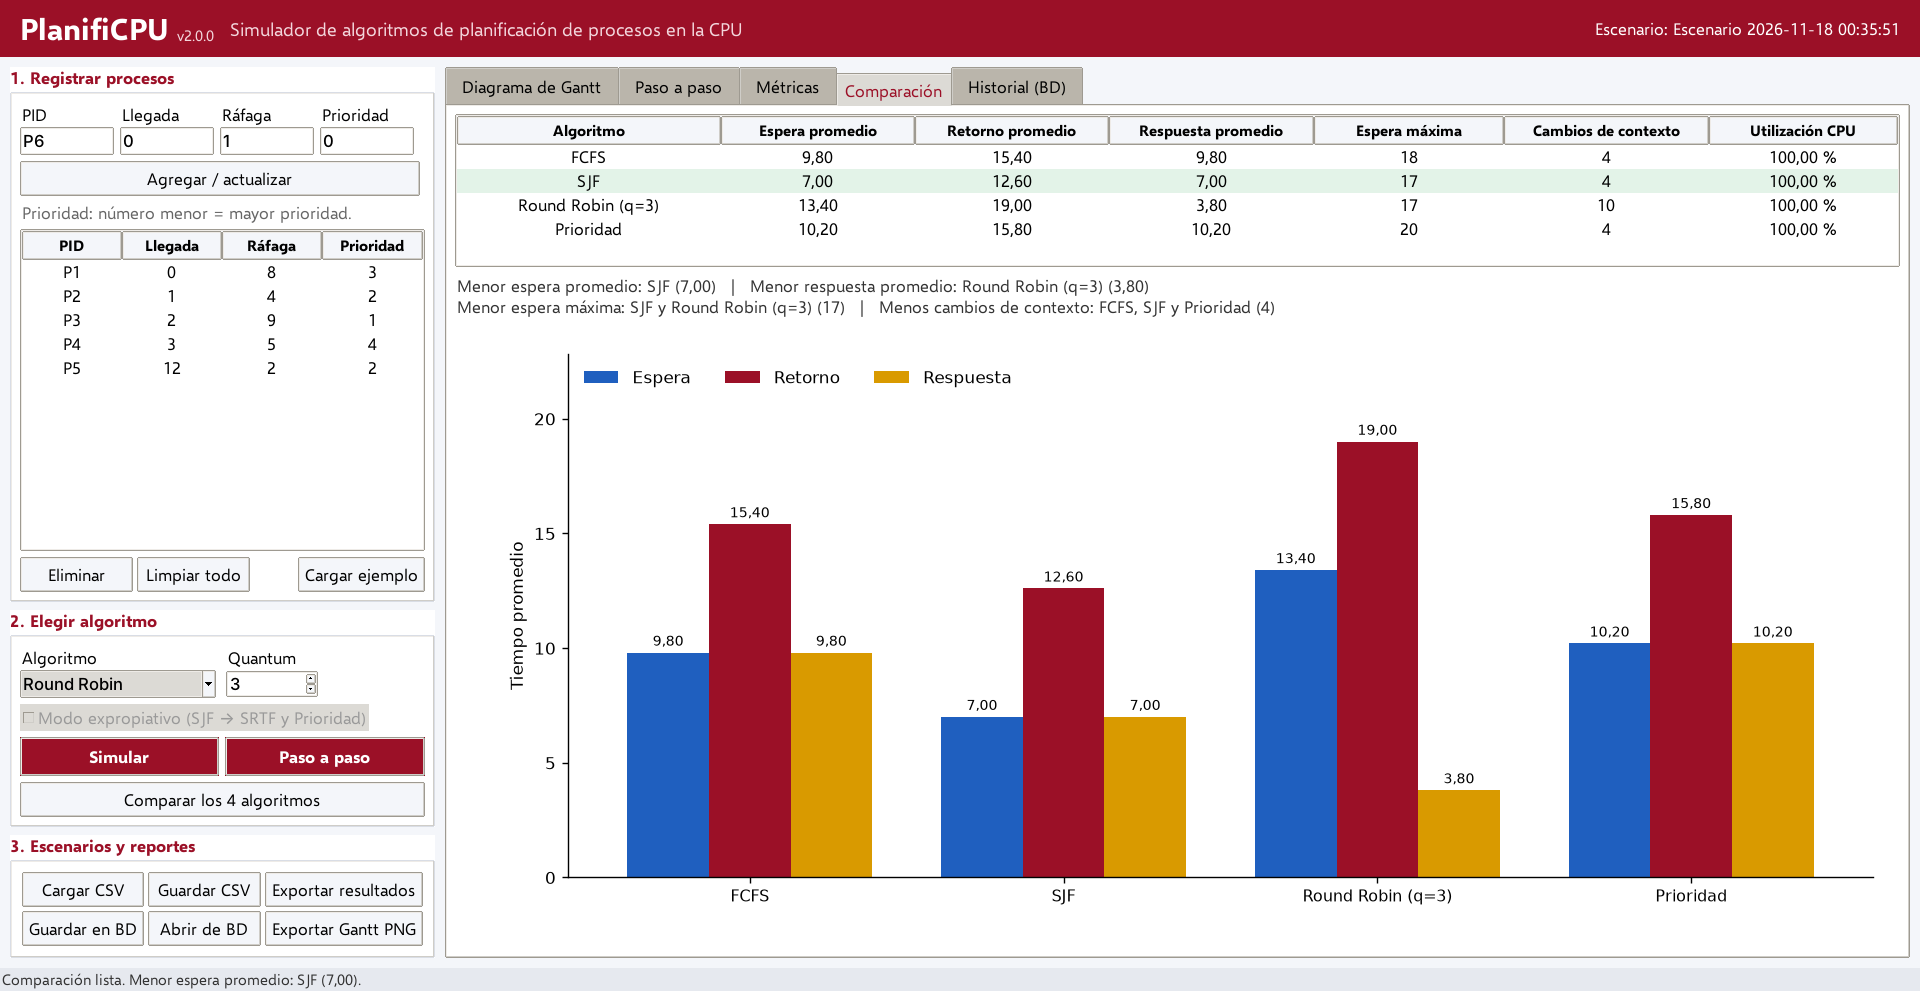 PlanifiCPU v2.0.0 Simulador de algoritmos de planificación de procesos en la CPU Escenario: Escenario 2026-11-18 00:35:51
1. Registrar procesos
PID Llegada Ráfaga Prioridad
P6 0 1 0
Agregar / actualizar
Prioridad: número menor = mayor prioridad.
PID Llegada Ráfaga Prioridad
P1 0 8 3
P2 1 4 2
P3 2 9 1
P4 3 5 4
P5 12 2 2
Eliminar Limpiar todo Cargar ejemplo
2. Elegir algoritmo
Algoritmo Quantum
Round Robin 3
Modo expropiativo (SJF → SRTF y Prioridad)
Simular Paso a paso
Comparar los 4 algoritmos
3. Escenarios y reportes
Cargar CSV Guardar CSV Exportar resultados
Guardar en BD Abrir de BD Exportar Gantt PNG
Diagrama de Gantt Paso a paso Métricas Comparación Historial (BD)
Algoritmo Espera promedio Retorno promedio Respuesta promedio Espera máxima Cambios de contexto Utilización CPU
FCFS 9,80 15,40 9,80 18 4 100,00 %
SJF 7,00 12,60 7,00 17 4 100,00 %
Round Robin (q=3) 13,40 19,00 3,80 17 10 100,00 %
Prioridad 10,20 15,80 10,20 20 4 100,00 %
Menor espera promedio: SJF (7,00) | Menor respuesta promedio: Round Robin (q=3) (3,80)
Menor espera máxima: SJF y Round Robin (q=3) (17) | Menos cambios de contexto: FCFS, SJF y Prioridad (4)
Espera Retorno Respuesta
Tiempo promedio
20
15
10
5
0
9,80 15,40 9,80
7,00 12,60 7,00
13,40 19,00 3,80
10,20 15,80 10,20
FCFS SJF Round Robin (q=3) Prioridad
Comparación lista. Menor espera promedio: SJF (7,00).